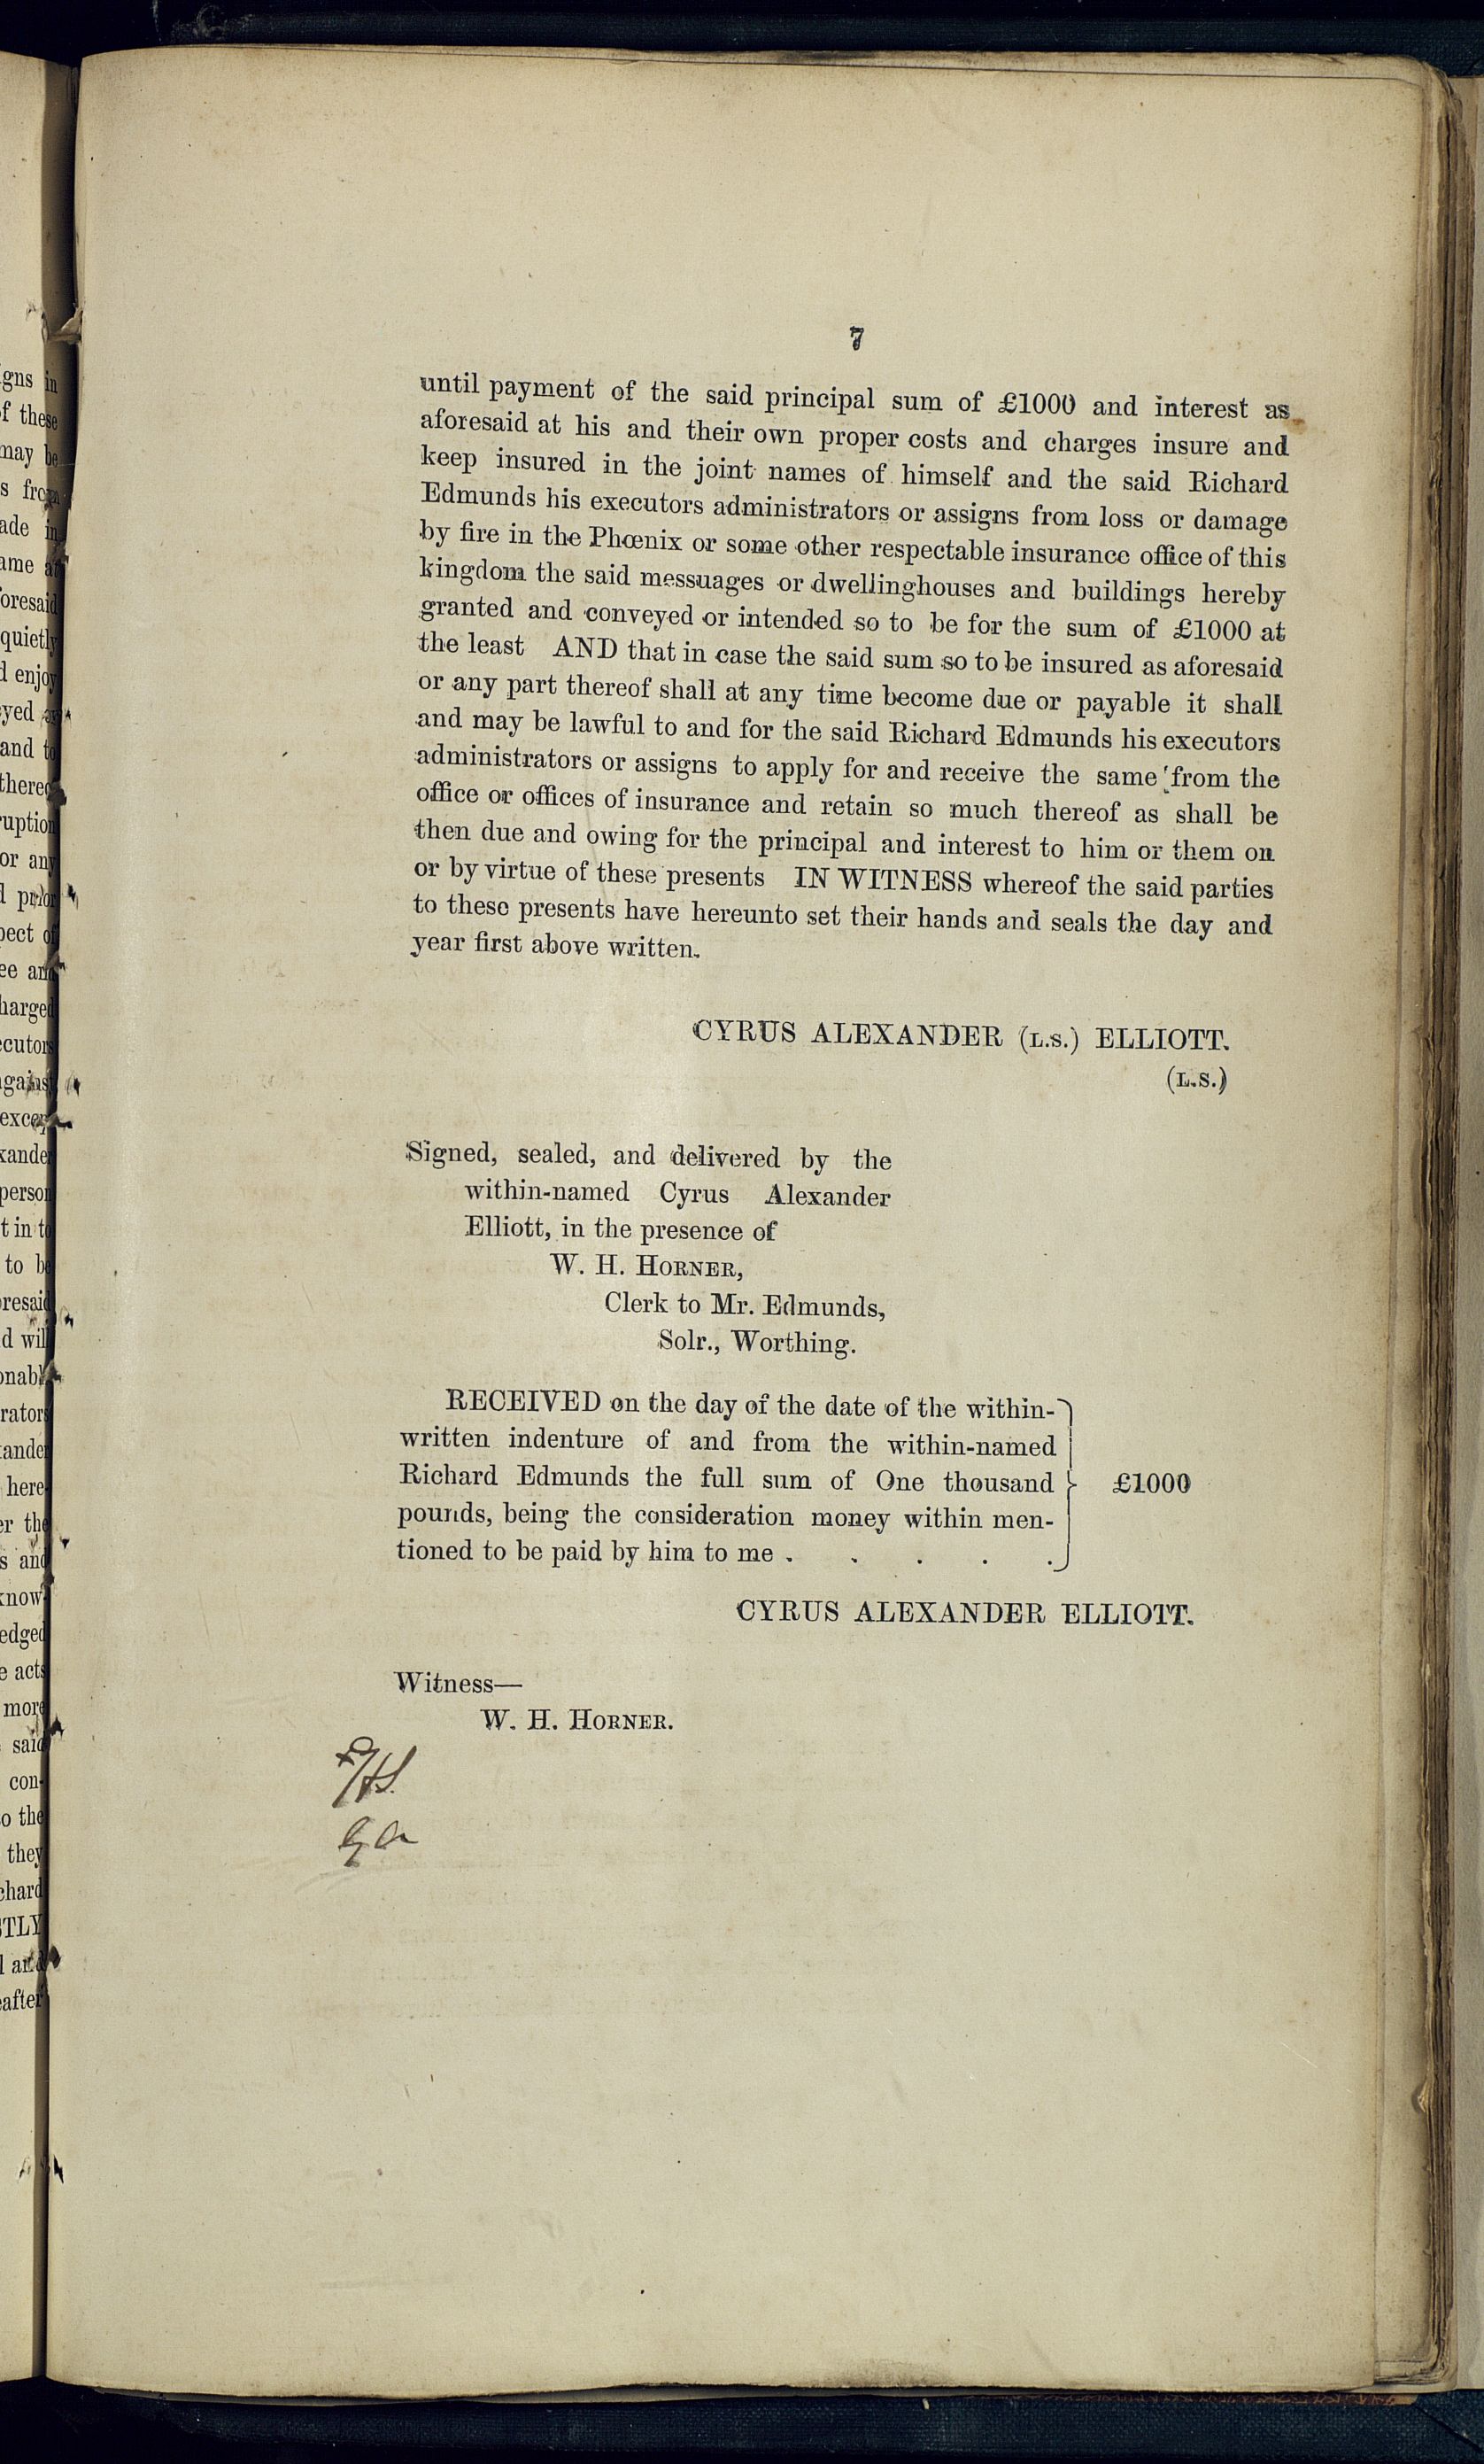 7
until payment of the said principal sum of £1000 and interest as
aforesaid at his and their own proper costs and charges insure and
keep insured in the joint names of himself and the said Richard
Edmunds his executors administrators or assigns from loss or damage
by fire in the Phœnix or some other respectable insurance office of this
kingdom the said messuages or dwellinghouses and buildings hereby
granted and conveyed or intended so to be for the sum of £1000 at
the least AND that in case the said sum so to be insured as aforesaid
or any part thereof shall at any time become due or payable it shall
and may be lawful to and for the said Richard Edmunds his executors
administrators or assigns to apply for and receive the same from the
office or offices of insurance and retain so much thereof as shall be
then due and owing for the principal and interest to him or them on
or by virtue of these presents IN WITNESS whereof the said parties
to these presents have hereunto set their hands and seals the day and
year first above written.
CYRUS ALEXANDER (L.S.) ELLIOTT.
(L.S.)
Signed, sealed, and delivered by the
within-named Cyrus Alexander
Elliott, in the presence of
W. H. HORNER,
Clerk to Mr. Edmunds,
Solr., Worthing.
RECEIVED on the day of the date of the within-
written indenture of and from the within-named
Richard Edmunds the full sum of One thousand £1000
pounds, being the consideration money within men-
tioned to be paid by him to me . . . . .
CYRUS ALEXANDER ELLIOTT.
Witness—
W. H. HORNER.